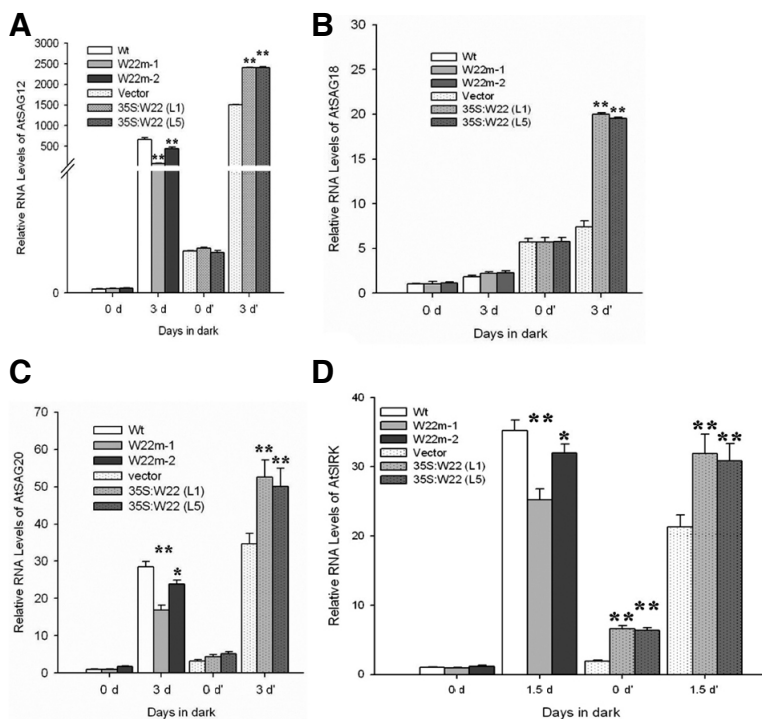 A
Relative RNA Levels of AtSAG12
3000
2500
2000
1500
1000
500
0
Wt
W22m-1
W22m-2
Vector
35S:W22 (L1)
35S:W22 (L5)
**
**
**
**
0 d
3 d
0 d'
3 d'
Days in dark
B
Relative RNA Levels of AtSAG18
30
25
20
15
10
5
0
Wt
W22m-1
W22m-2
Vector
35S:W22 (L1)
35S:W22 (L5)
**
**
0 d
3 d
0 d'
3 d'
Days in dark
C
Relative RNA Levels of AtSAG20
70
60
50
40
30
20
10
0
Wt
W22m-1
W22m-2
vector
35S:W22 (L1)
35S:W22 (L5)
**
*
**
**
0 d
3 d
0 d'
3 d'
Days in dark
D
Relative RNA Levels of AtSIRK
40
30
20
10
0
Wt
W22m-1
W22m-2
Vector
35S:W22 (L1)
35S:W22 (L5)
**
*
**
**
**
**
0 d
1.5 d
0 d'
1.5 d'
Days in dark